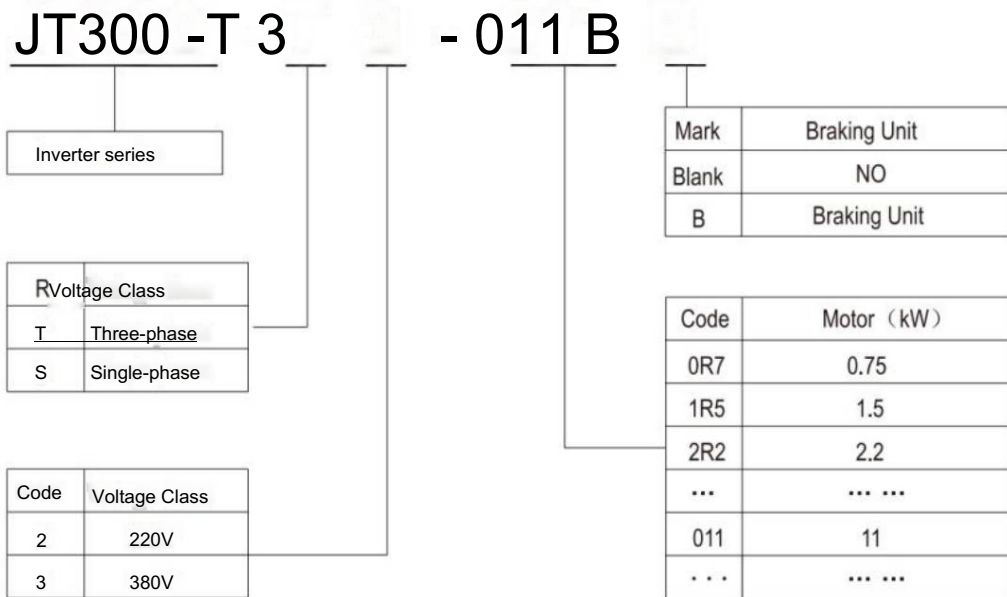 JT300 -T 3 - 011 B
Inverter series
Mark Braking Unit
Blank NO
B Braking Unit
RVoltage Class
T Three-phase
S Single-phase
Code Motor（kW）
0R7 0.75
1R5 1.5
2R2 2.2
... ... ...
011 11
... ... ...
Code Voltage Class
2 220V
3 380V